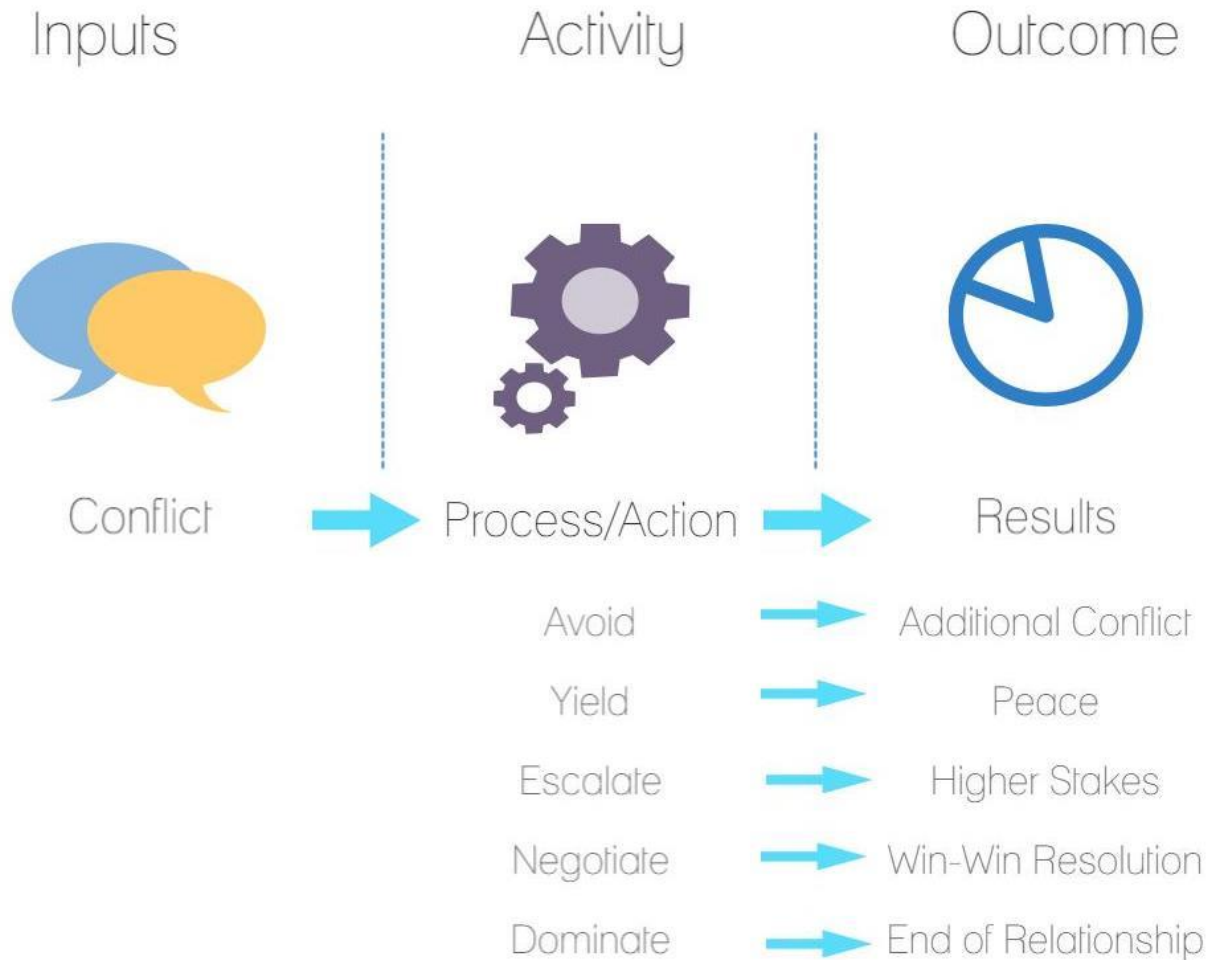 Inputs Activity Outcome
Conflict Process/Action Results
Avoid Additional Conflict
Yield Peace
Escalate Higher Stakes
Negotiate Win-Win Resolution
Dominate End of Relationship